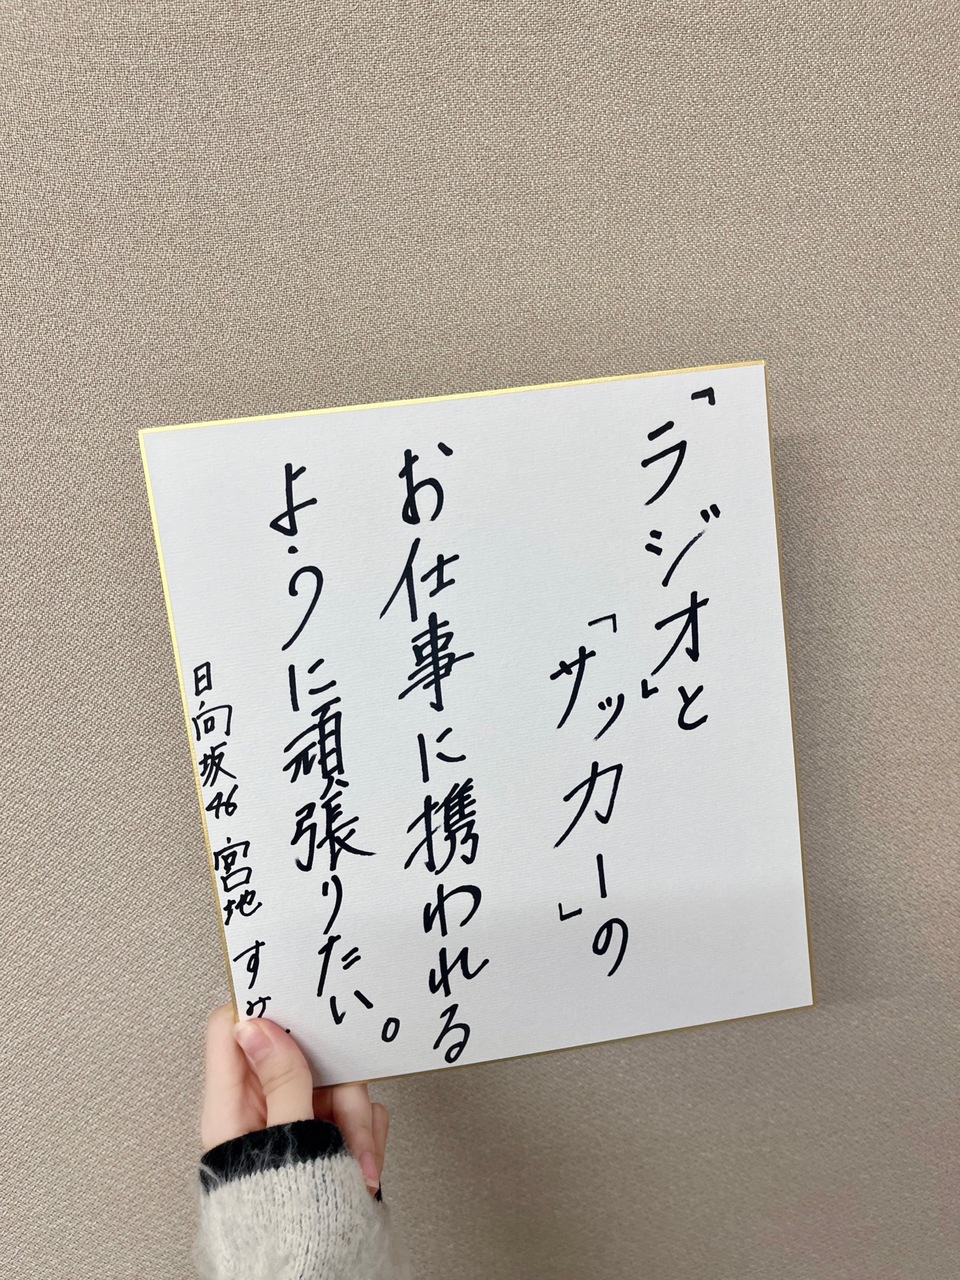 「ラジオ」と
「サッカー」の
お仕事に携われる
ように頑張りたい。
日向坂46 宮地 すみ